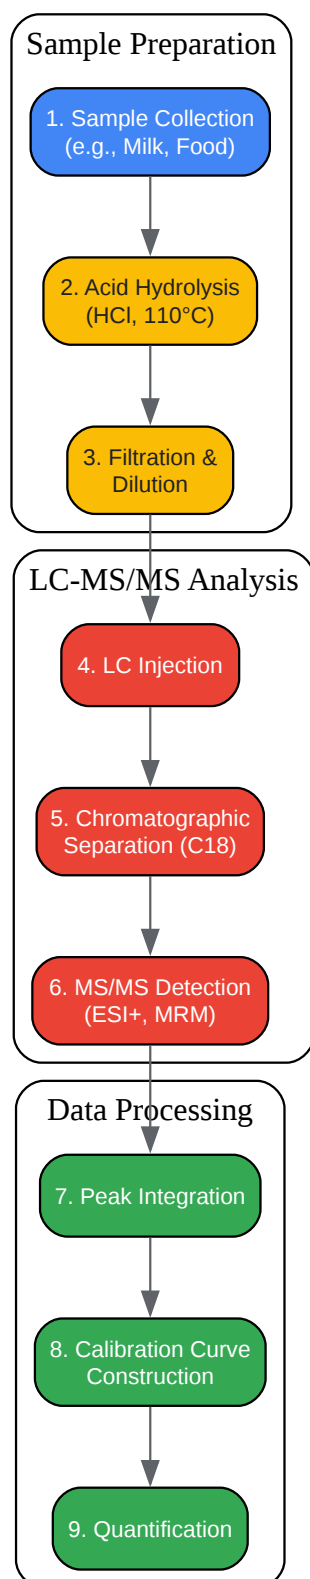 Sample Preparation
1. Sample Collection
(e.g., Milk, Food)
2. Acid Hydrolysis
(HCl, 110°C)
3. Filtration &
Dilution
LC-MS/MS Analysis
4. LC Injection
5. Chromatographic
Separation (C18)
6. MS/MS Detection
(ESI+, MRM)
Data Processing
7. Peak Integration
8. Calibration Curve
Construction
9. Quantification